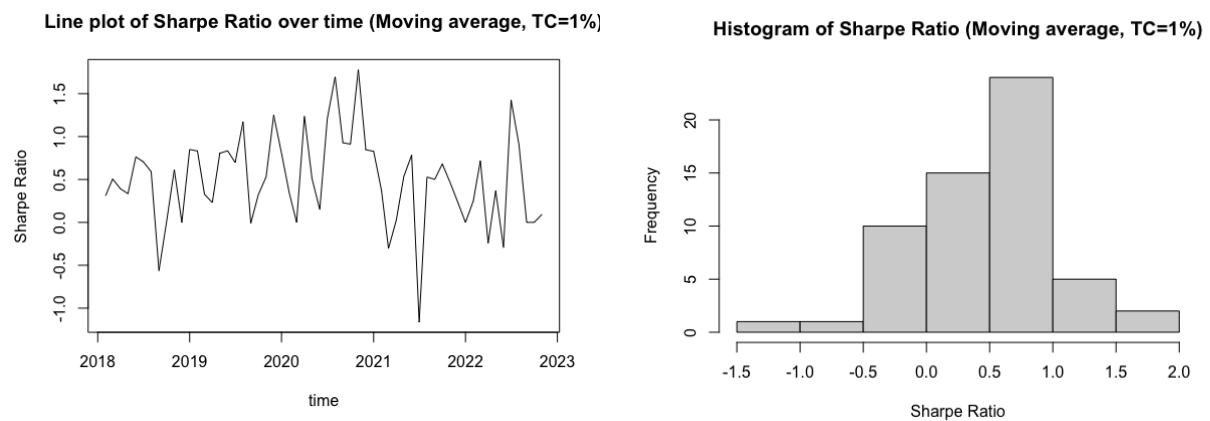 Line plot of Sharpe Ratio over time (Moving average, TC=1%)
Sharpe Ratio
1.5
1.0
0.5
0.0
-0.5
-1.0
2018 2019 2020 2021 2022 2023
time
Histogram of Sharpe Ratio (Moving average, TC=1%)
Frequency
20
15
10
5
0
-1.5 -1.0 -0.5 0.0 0.5 1.0 1.5 2.0
Sharpe Ratio